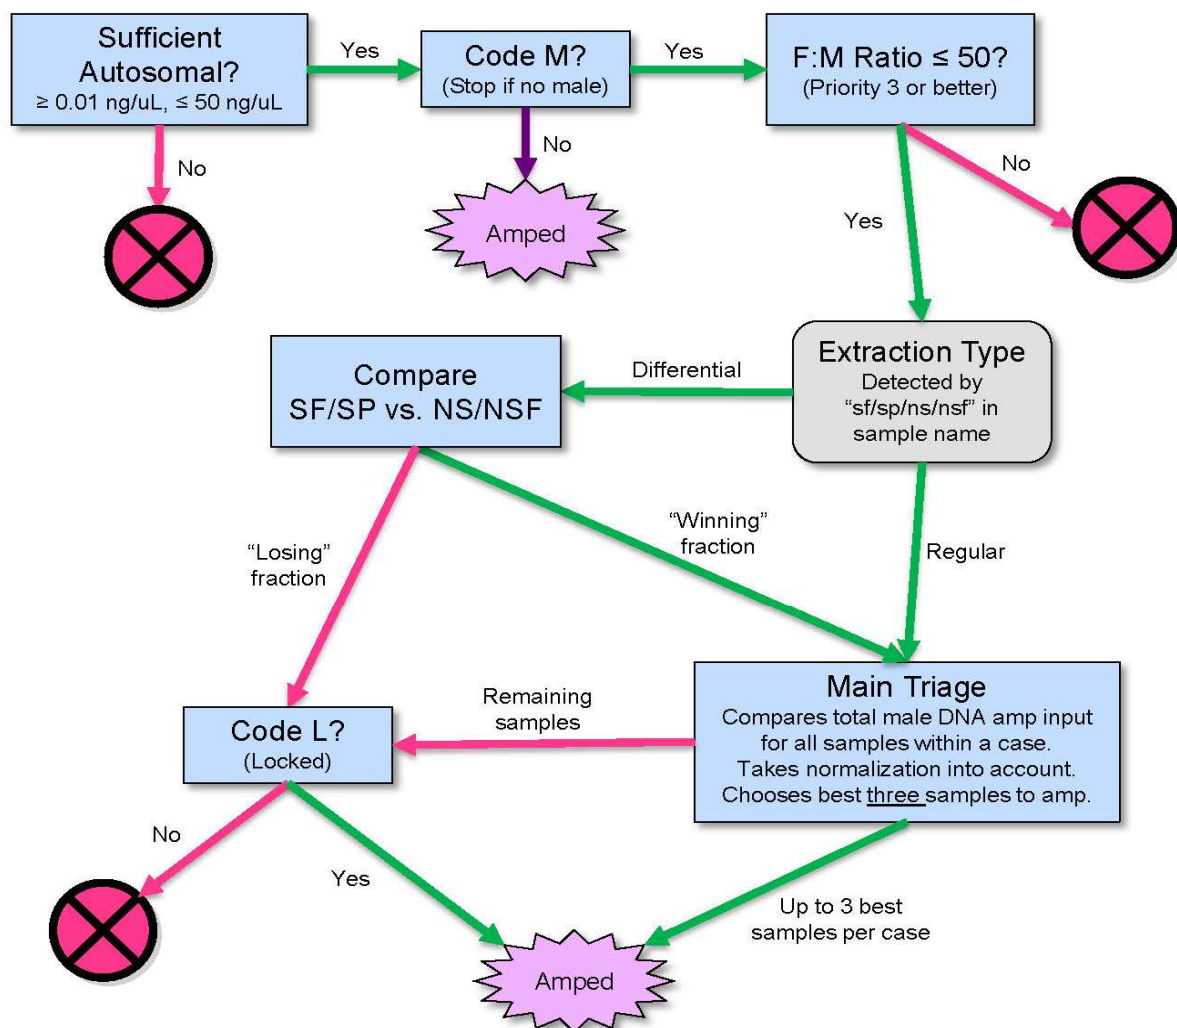 Sufficient
Autosomal?
≥ 0.01 ng/uL, ≤ 50 ng/uL
Yes
Code M?
(Stop if no male)
Yes
F:M Ratio ≤ 50?
(Priority 3 or better)
No
No
Amped
Yes
No
Extraction Type
Detected by
“sf/sp/ns/nsf” in
sample name
Differential
Compare
SF/SP vs. NS/NSF
“Losing”
fraction
“Winning”
fraction
Regular
Main Triage
Compares total male DNA amp input
for all samples within a case.
Takes normalization into account.
Chooses best three samples to amp.
Remaining
samples
Code L?
(Locked)
No
Yes
Up to 3 best
samples per case
Amped